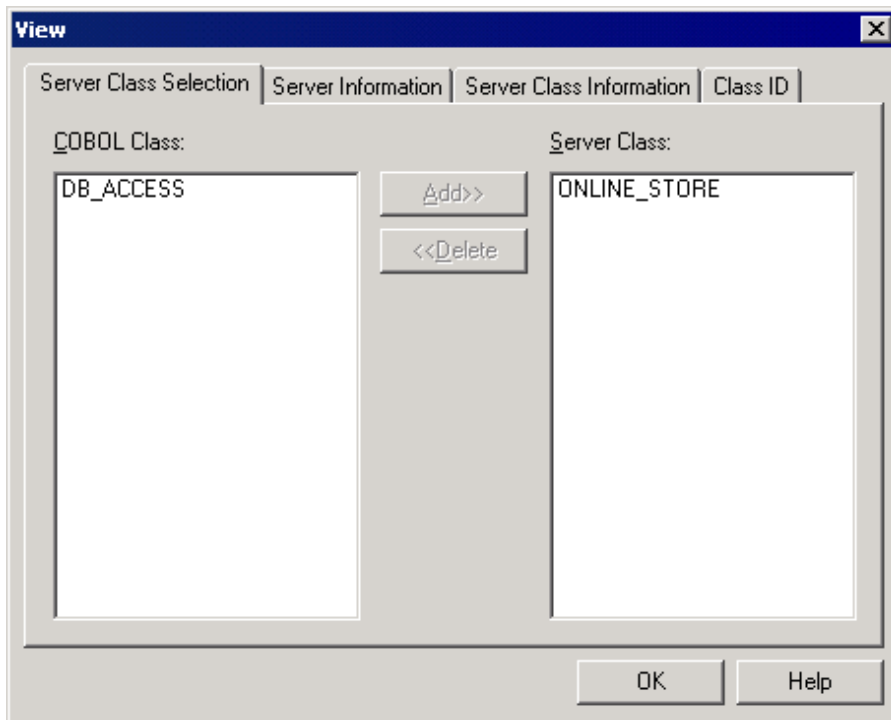 View
Server Class Selection
Server Information
Server Class Information
Class ID
COBOL Class:
Server Class:
DB_ACCESS
Add>>
ONLINE_STORE
<<Delete
OK
Help